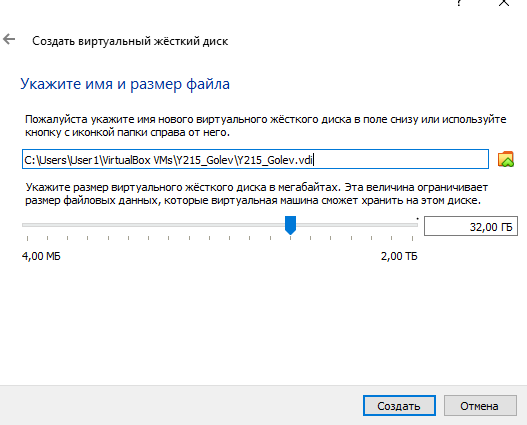 ?
Создать виртуальный жёсткий диск
Укажите имя и размер файла
Пожалуйста укажите имя нового виртуального жёсткого диска в поле снизу или используйте
кнопку с иконкой папки справа от него.
C:\Users\User1\VirtualBox VMs\Y215_Golev\Y215_Golev.vdi
Укажите размер виртуального жёсткого диска в мегабайтах. Эта величина ограничивает
размер файловых данных, которые виртуальная машина сможет хранить на этом диске.
32,00 ГБ
4,00 МБ 2,00 ТБ
Создать Отмена